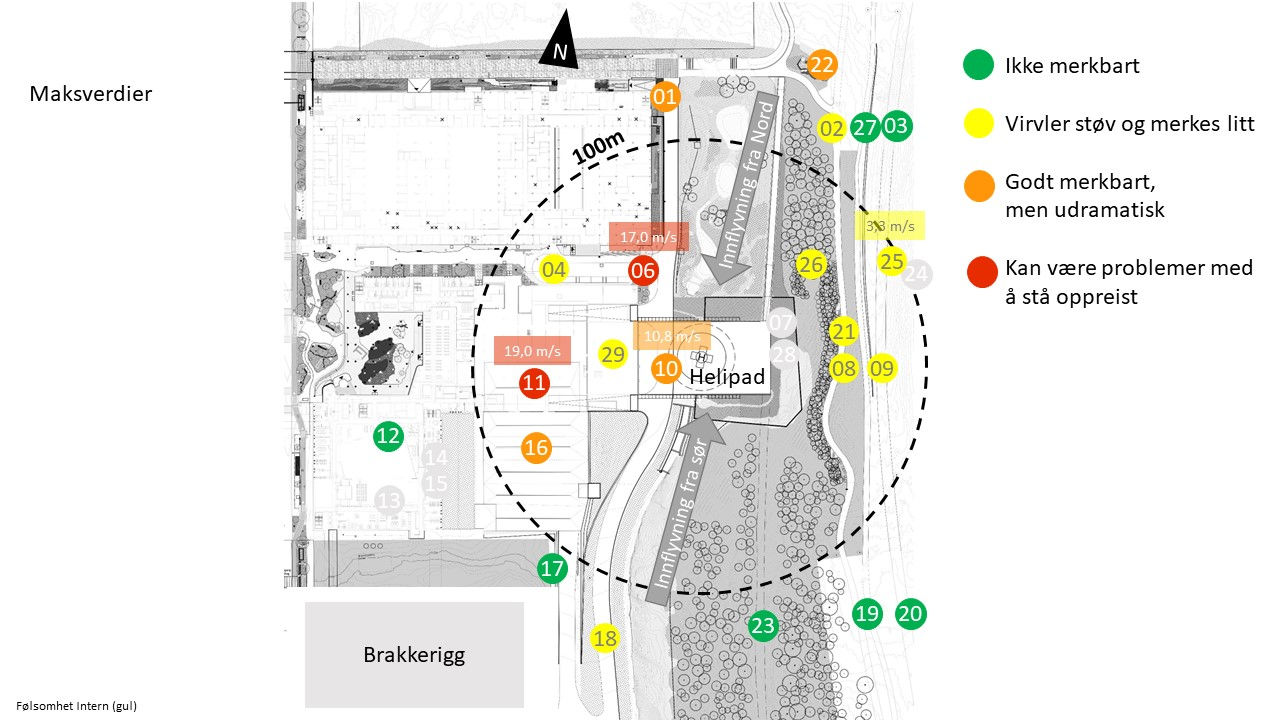 Maksverdier
N
100m
01
22
02
27
03
Innflyvning fra Nord
17,0 m/s
3,3 m/s
04
06
26
25
24
07
21
10,8 m/s
19,0 m/s
29
28
10
Helipad
08
09
11
12
16
14
15
13
Innflyvning fra sør
17
18
23
19
20
Brakkerigg
Ikke merkbart
Virvler støv og merkes litt
Godt merkbart,
men udramatisk
Kan være problemer med
å stå oppreist
Følsomhet Intern (gul)